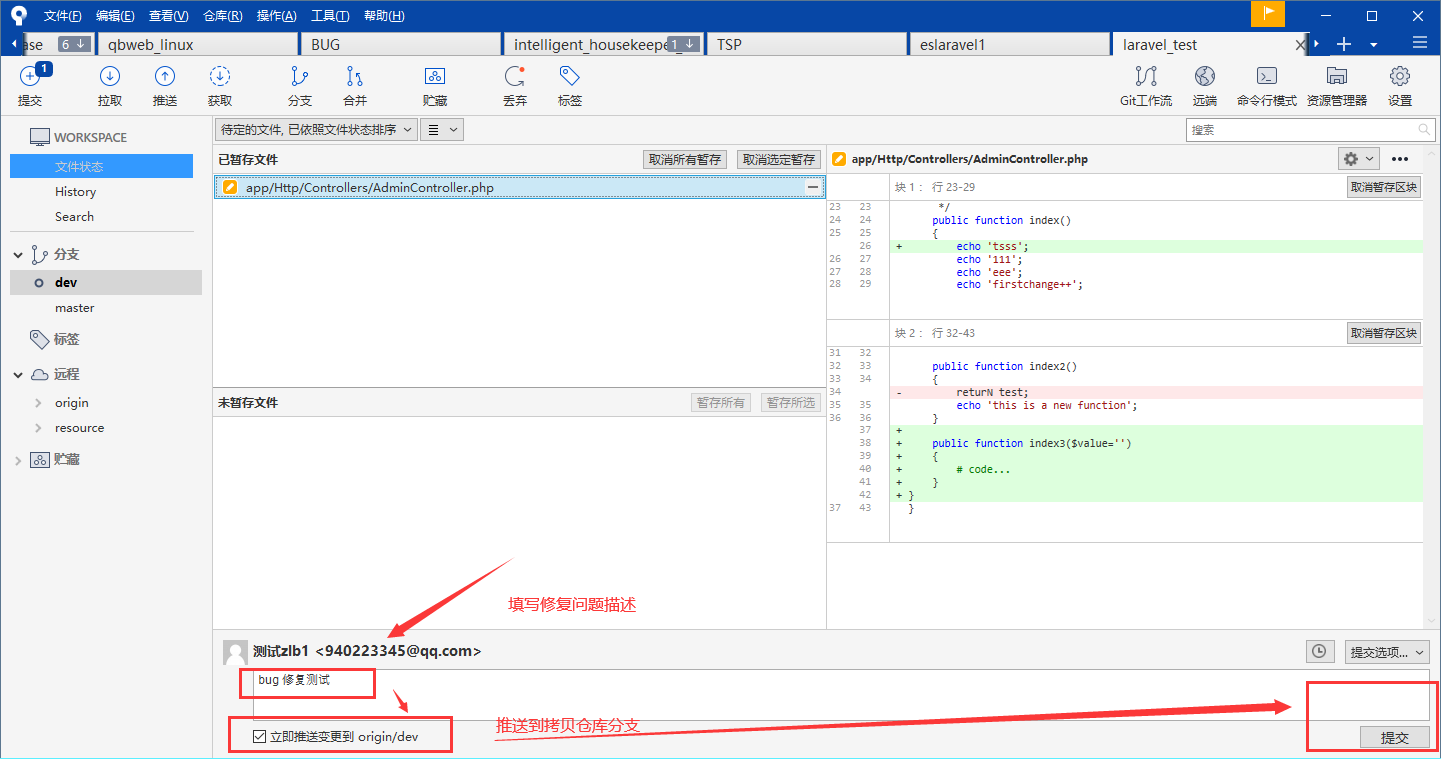 文件(F) 编辑(E) 查看(V) 仓库(R) 操作(A) 工具(T) 帮助(H)
ase 6 qbweb_linux BUG intelligent_housekeepe 1 TSP eslaravel1 laravel_test
1
提交 拉取 推送 获取 分支 合并 贮藏 丢弃 标签 Git工作流 远端 命令行模式 资源管理器 设置
WORKSPACE
文件状态
History
Search
分支
dev
master
标签
远程
origin
resource
贮藏
待定的文件, 已依照文件状态排序
搜索
已暂存文件 取消所有暂存 取消选定暂存
app/Http/Controllers/AdminController.php
未暂存文件 暂存所有 暂存所选
app/Http/Controllers/AdminController.php
块 1： 行 23-29 取消暂存区块
23 23 */
24 24 public function index()
25 25 {
26 + echo 'tsss';
26 27 echo '111';
27 28 echo 'eee';
28 29 echo 'firstchange++';
块 2： 行 32-43 取消暂存区块
31 32
32 33 public function index2()
33 34 {
34 - returN test;
35 35 echo 'this is a new function';
36 36 }
37 +
38 + public function index3($value='')
39 + {
40 + # code...
41 + }
42 + }
37 43 }
填写修复问题描述
测试zlb1 <940223345@qq.com>
提交选项...
bug 修复测试
推送到拷贝仓库分支
立即推送变更到 origin/dev
提交